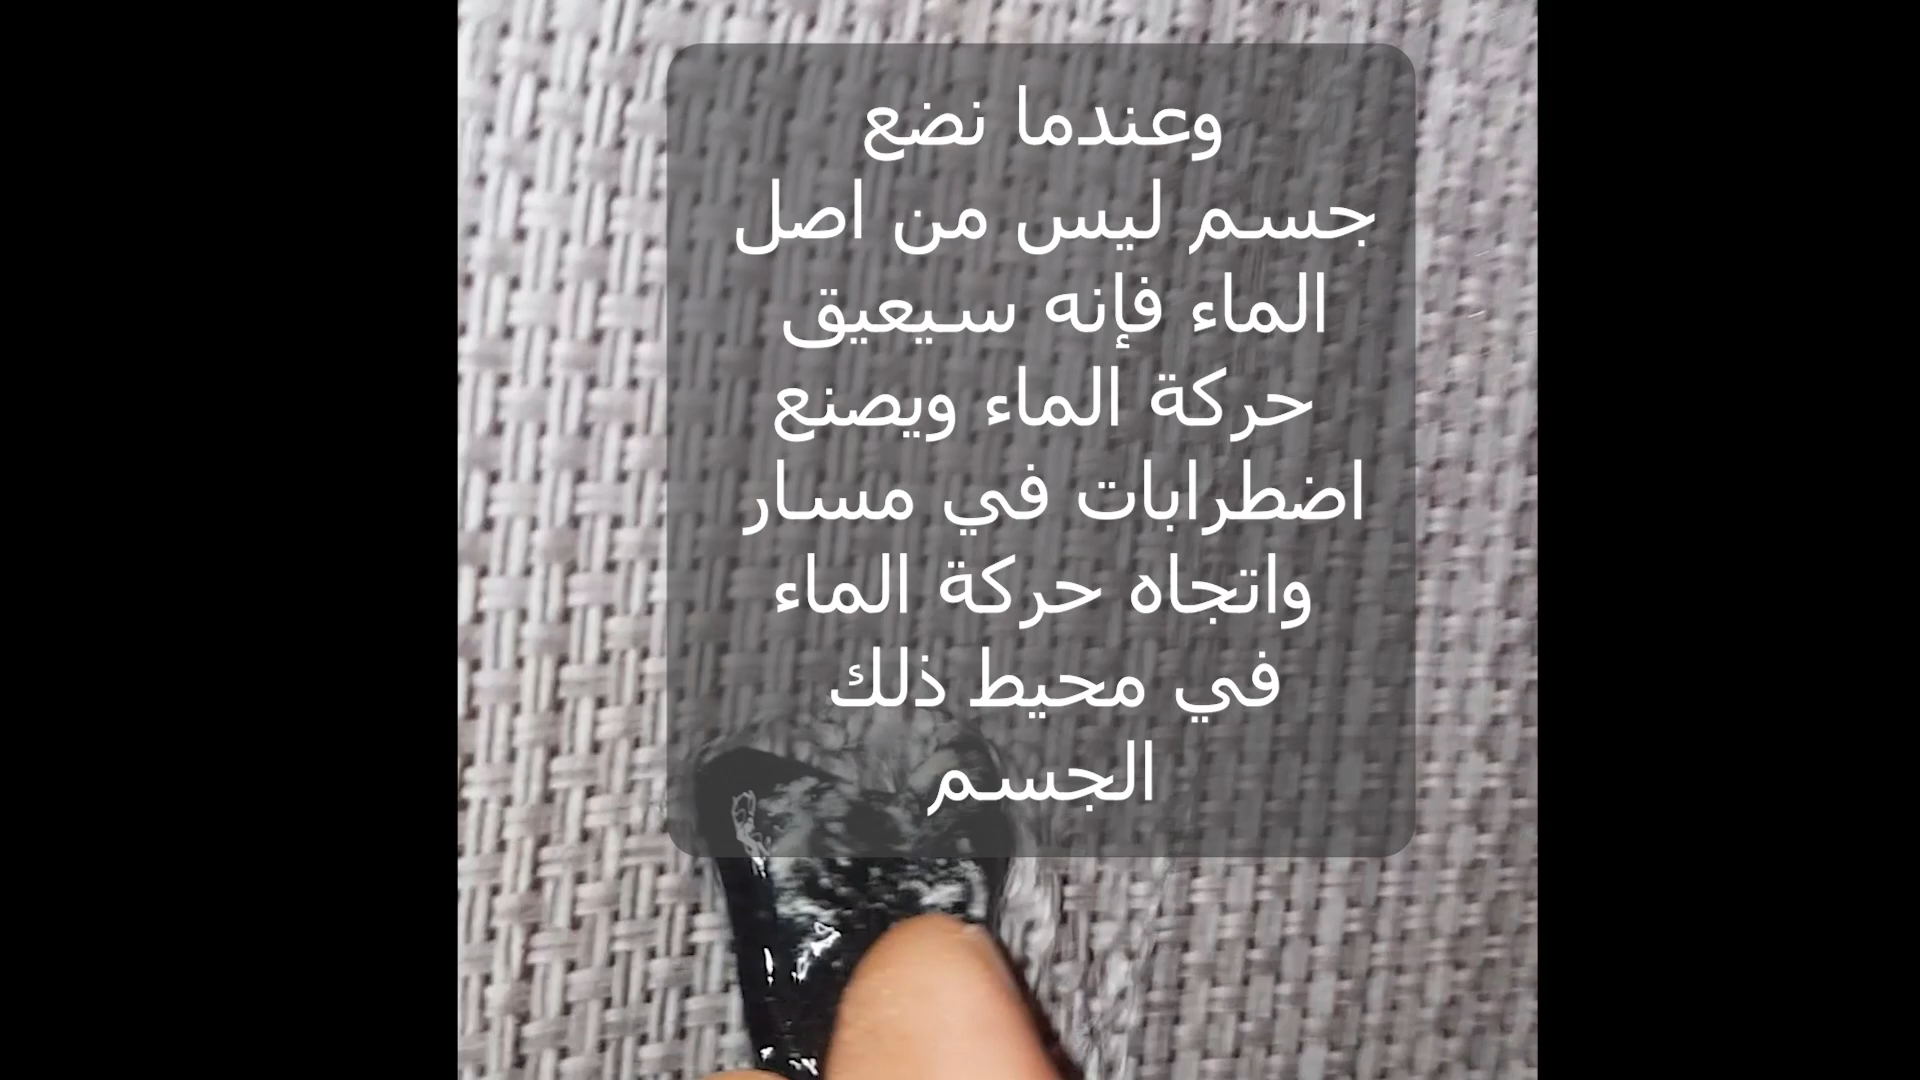 وعندما نضع
جسم ليس من اصل
الماء فإنه سيعيق
حركة الماء ويصنع
اضطرابات في مسار
واتجاه حركة الماء
في محيط ذلك
الجسم